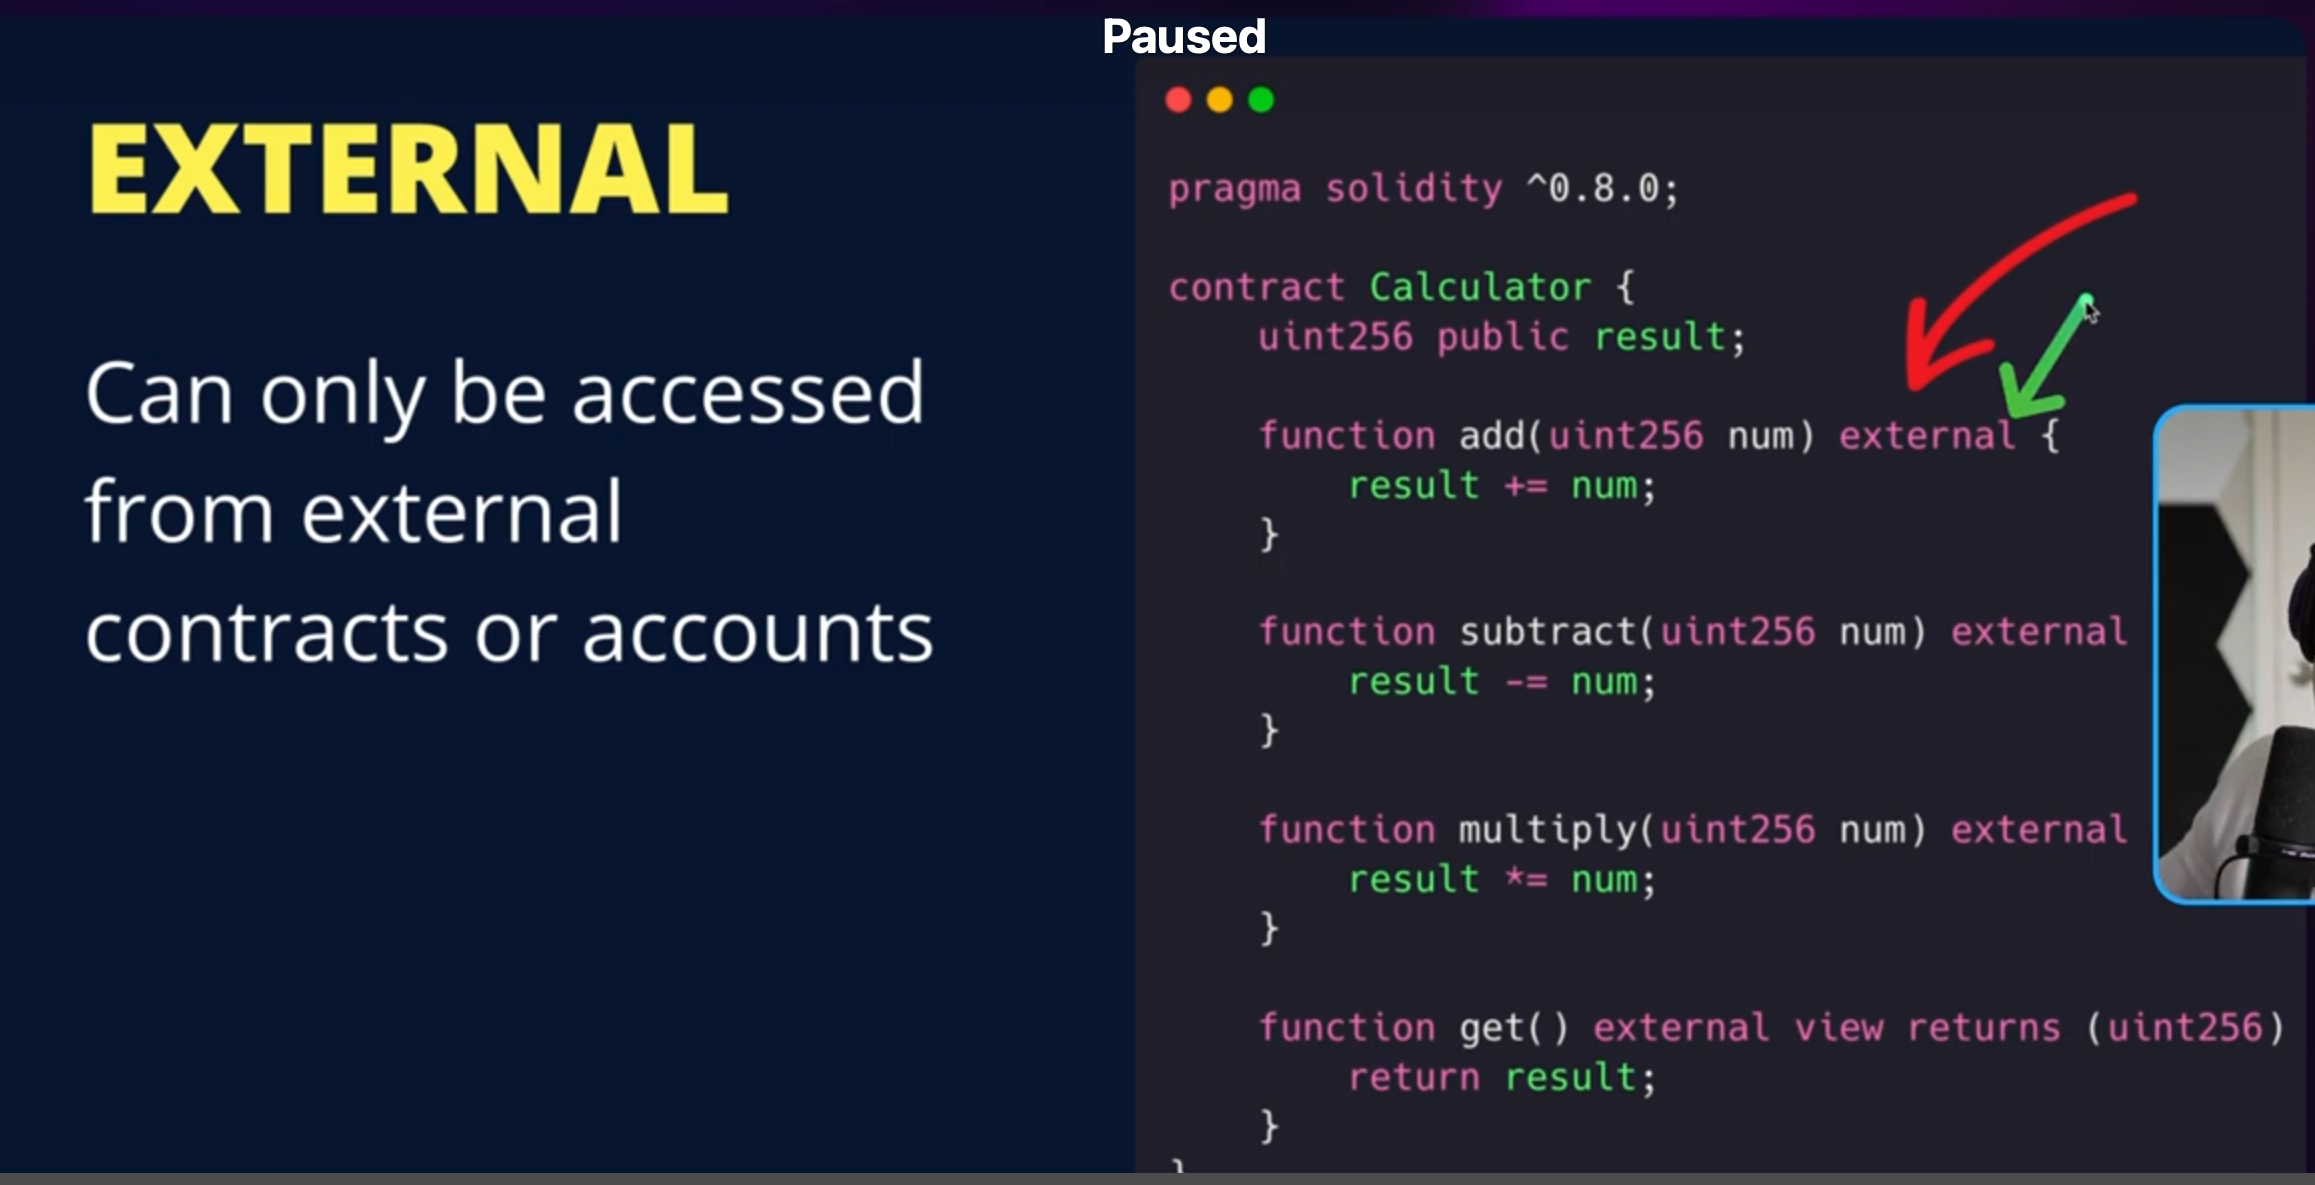 Paused
EXTERNAL
Can only be accessed
from external
contracts or accounts
pragma solidity ^0.8.0;
contract Calculator {
    uint256 public result;
    function add(uint256 num) external {
        result += num;
    }
    function subtract(uint256 num) external
        result -= num;
    }
    function multiply(uint256 num) external
        result *= num;
    }
    function get() external view returns (uint256)
        return result;
    }
}